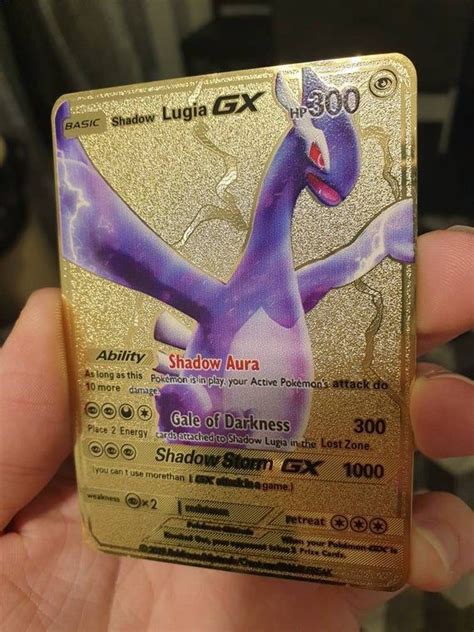 BASIC Shadow Lugia GX HP300
Ability Shadow Aura
As long as this Pokémon is in play, your Active Pokémon's attack do
10 more damage.
Gale of Darkness 300
Place 2 Energy cards attached to Shadow Lugia in the Lost Zone.
Shadow Storm GX 1000
(you can't use more than 1 GX attack in a game.)
weakness ×2
retreat
When your Pokémon-GX is